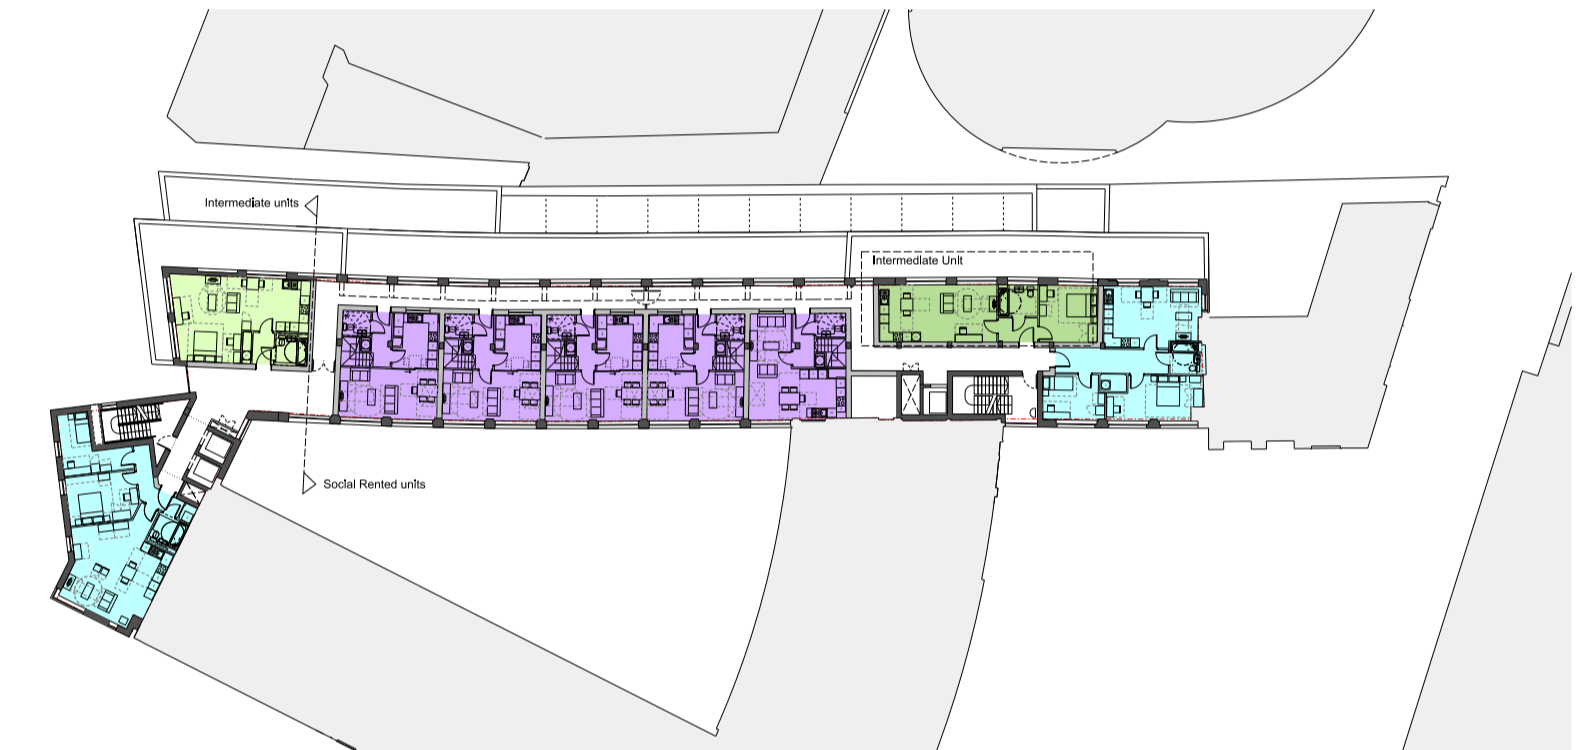 Intermediate units
Intermediate Unit
Social Rented units